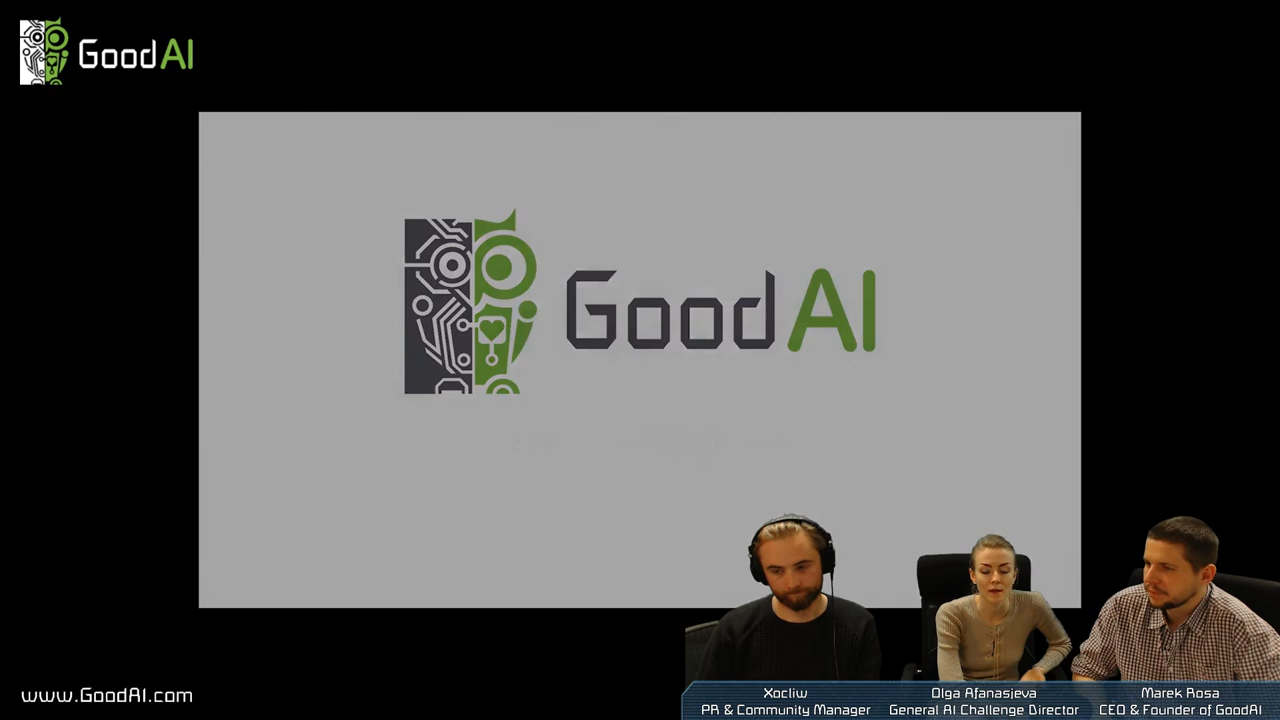 GoodAI
GoodAI
www.GoodAI.com
Xocliw
PR & Community Manager
Olga Afanasjeva
General AI Challenge Director
Marek Rosa
CEO & Founder of GoodAI